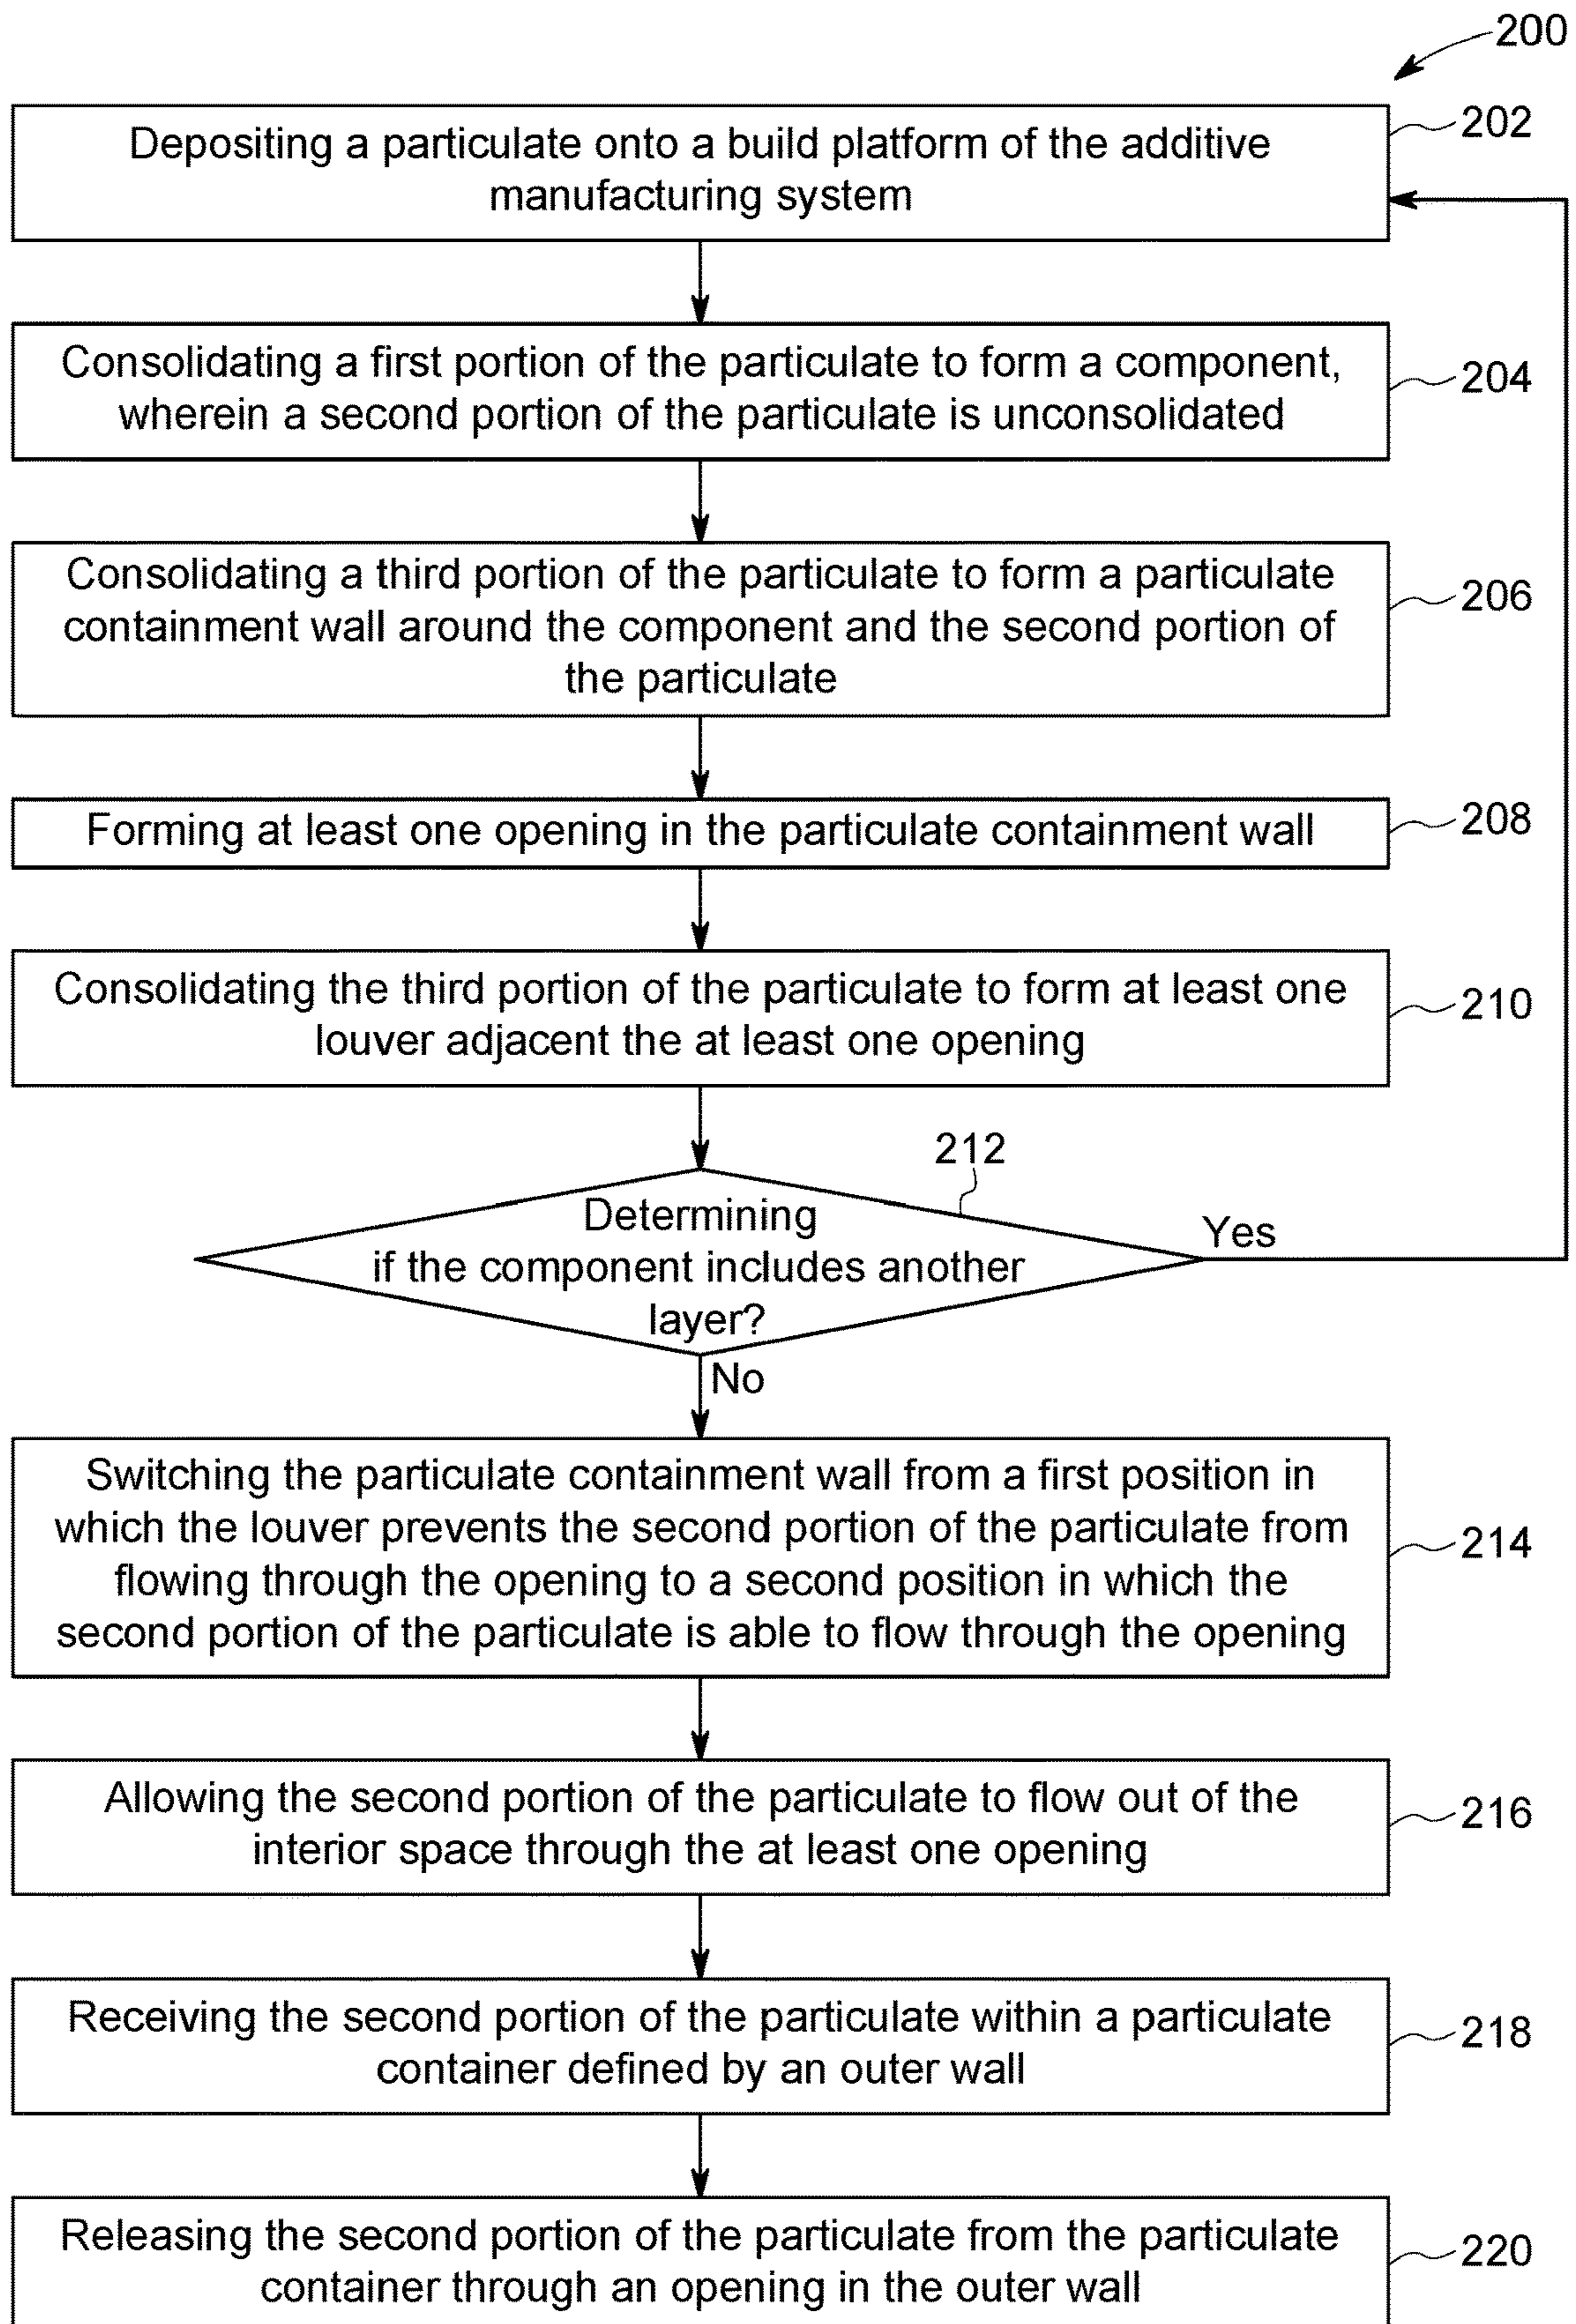 200
Depositing a particulate onto a build platform of the additive
manufacturing system
202
Consolidating a first portion of the particulate to form a component,
wherein a second portion of the particulate is unconsolidated
204
Consolidating a third portion of the particulate to form a particulate
containment wall around the component and the second portion of
the particulate
206
Forming at least one opening in the particulate containment wall
208
Consolidating the third portion of the particulate to form at least one
louver adjacent the at least one opening
210
212
Determining
if the component includes another
layer?
Yes
No
Switching the particulate containment wall from a first position in
which the louver prevents the second portion of the particulate from
flowing through the opening to a second position in which the
second portion of the particulate is able to flow through the opening
214
Allowing the second portion of the particulate to flow out of the
interior space through the at least one opening
216
Receiving the second portion of the particulate within a particulate
container defined by an outer wall
218
Releasing the second portion of the particulate from the particulate
container through an opening in the outer wall
220